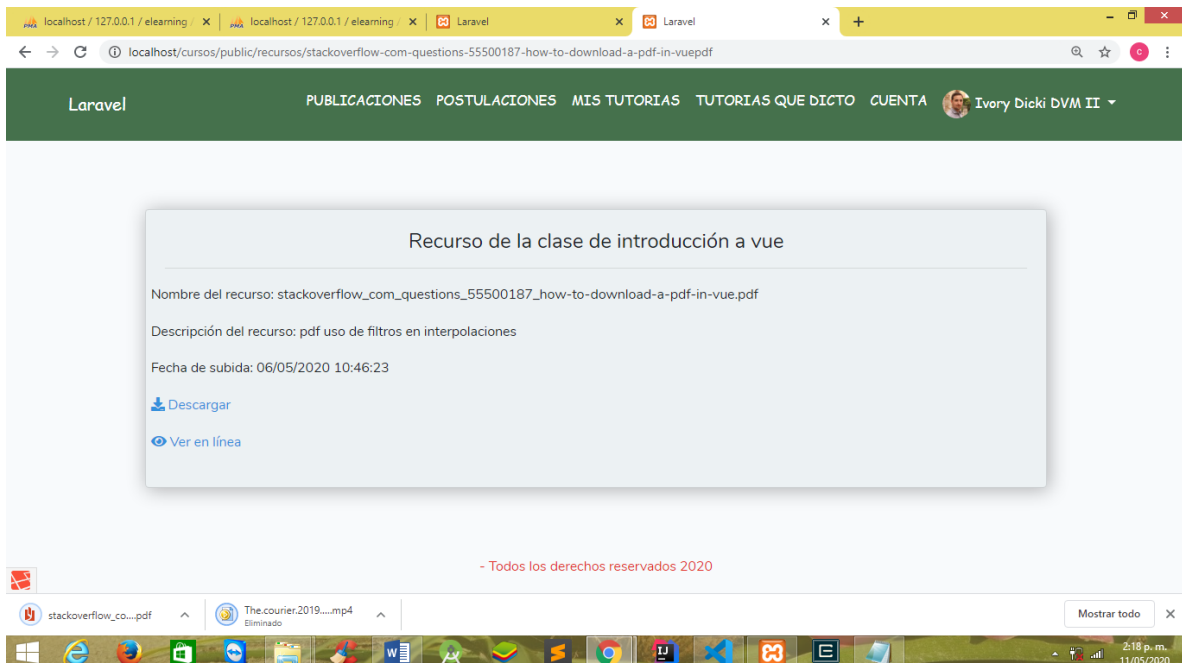 localhost / 127.0.0.1 / elearning /
localhost / 127.0.0.1 / elearning /
Laravel
Laravel
localhost/cursos/public/recursos/stackoverflow-com-questions-55500187-how-to-download-a-pdf-in-vuepdf
C
Laravel
PUBLICACIONES POSTULACIONES MIS TUTORIAS TUTORIAS QUE DICTO CUENTA Ivory Dicki DVM II
Recurso de la clase de introducción a vue
Nombre del recurso: stackoverflow_com_questions_55500187_how-to-download-a-pdf-in-vue.pdf
Descripción del recurso: pdf uso de filtros en interpolaciones
Fecha de subida: 06/05/2020 10:46:23
Descargar
Ver en línea
- Todos los derechos reservados 2020
stackoverflow_co....pdf
The.courier.2019.....mp4
Eliminado
Mostrar todo
2:18 p. m.
11/05/2020